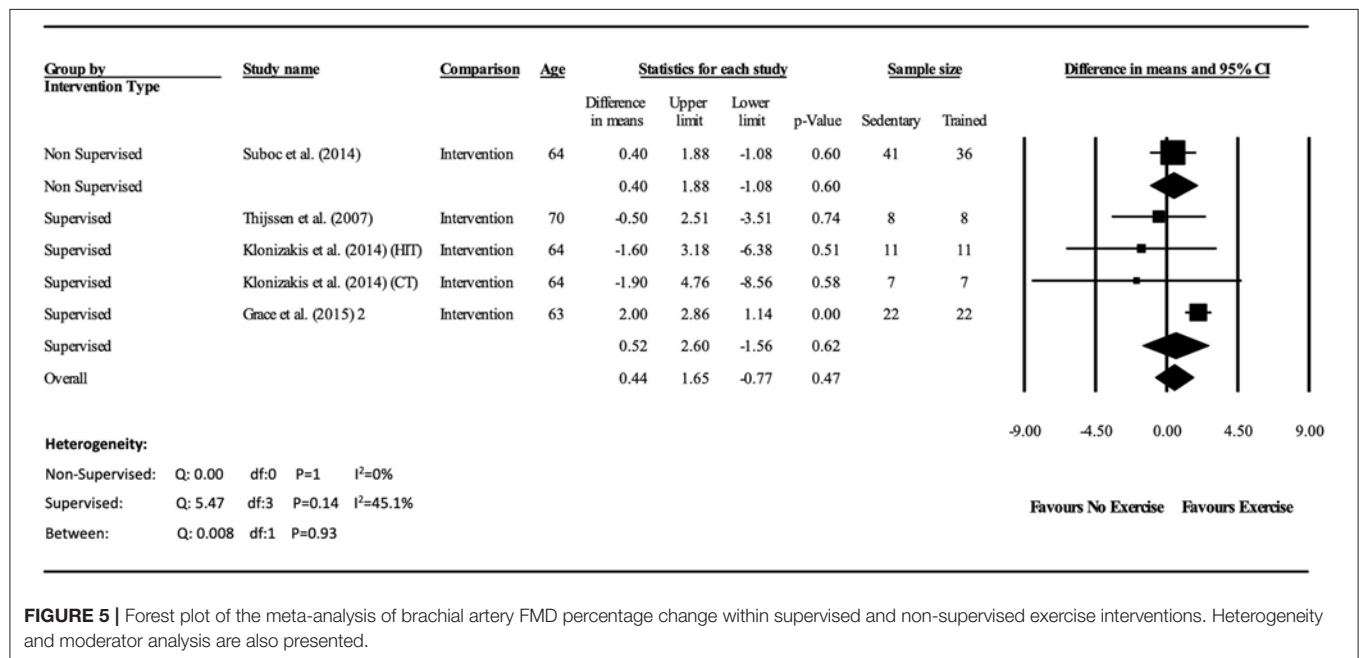 Group by Study name Comparison Age Statistics for each study Sample size Difference in means and 95% CI
Intervention Type
Difference in means Upper limit Lower limit p-Value Sedentary Trained
Non Supervised Suboc et al. (2014) Intervention 64 0.40 1.88 -1.08 0.60 41 36
Non Supervised 0.40 1.88 -1.08 0.60
Supervised Thijssen et al. (2007) Intervention 70 -0.50 2.51 -3.51 0.74 8 8
Supervised Klonizakis et al. (2014) (HIT) Intervention 64 -1.60 3.18 -6.38 0.51 11 11
Supervised Klonizakis et al. (2014) (CT) Intervention 64 -1.90 4.76 -8.56 0.58 7 7
Supervised Grace et al. (2015) 2 Intervention 63 2.00 2.86 1.14 0.00 22 22
Supervised 0.52 2.60 -1.56 0.62
Overall 0.44 1.65 -0.77 0.47
-9.00 -4.50 0.00 4.50 9.00
Heterogeneity:
Non-Supervised: Q: 0.00 df:0 P=1 I²=0%
Supervised: Q: 5.47 df:3 P=0.14 I²=45.1%
Between: Q: 0.008 df:1 P=0.93
Favours No Exercise Favours Exercise
FIGURE 5 | Forest plot of the meta-analysis of brachial artery FMD percentage change within supervised and non-supervised exercise interventions. Heterogeneity
and moderator analysis are also presented.